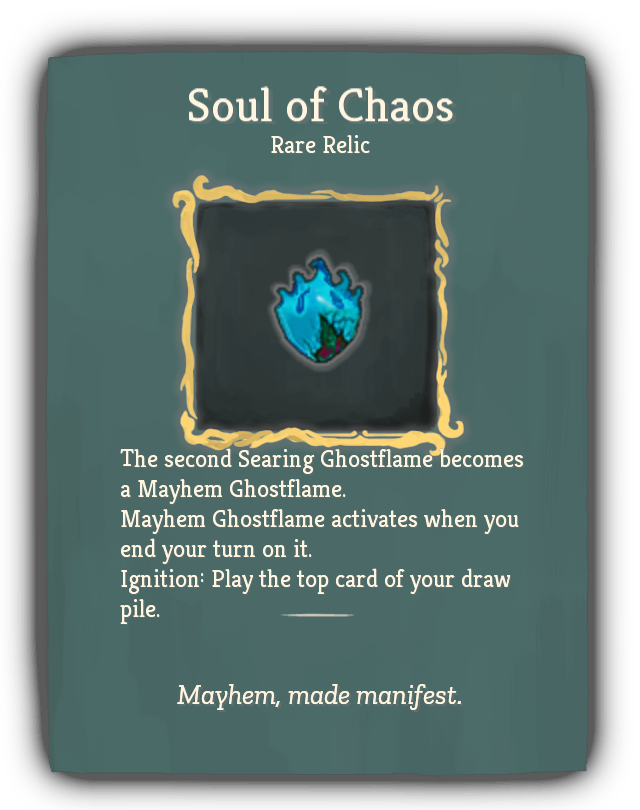 Soul of Chaos
Rare Relic
The second Searing Ghostflame becomes
a Mayhem Ghostflame.
Mayhem Ghostflame activates when you
end your turn on it.
Ignition: Play the top card of your draw
pile.
Mayhem, made manifest.